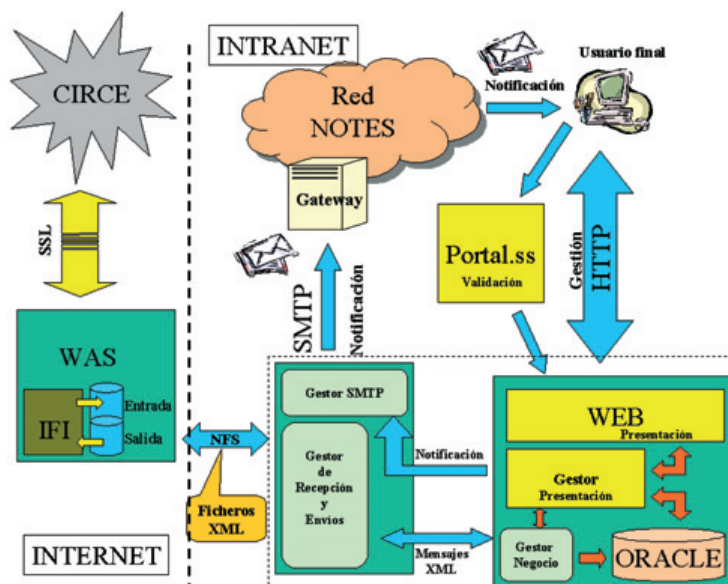 INTRANET
CIRCE
Red
NOTES
Notificación
Usuario final
Gateway
SSL
Portal.ss
Validación
Gestión
HTTP
SMTP
Notificación
WAS
IFI
Entrada
Salida
NFS
Ficheros
XML
INTERNET
Gestor SMTP
Gestor
de
Recepción
y
Envíos
Notificación
Mensajes
XML
WEB
Presentación
Gestor
Presentación
Gestor
Negocio
ORACLE